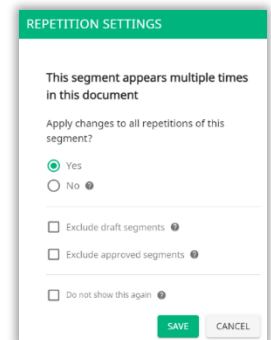 REPETITION SETTINGS
This segment appears multiple times
in this document
Apply changes to all repetitions of this
segment?
Yes
No ?
Exclude draft segments ?
Exclude approved segments ?
Do not show this again ?
SAVE CANCEL